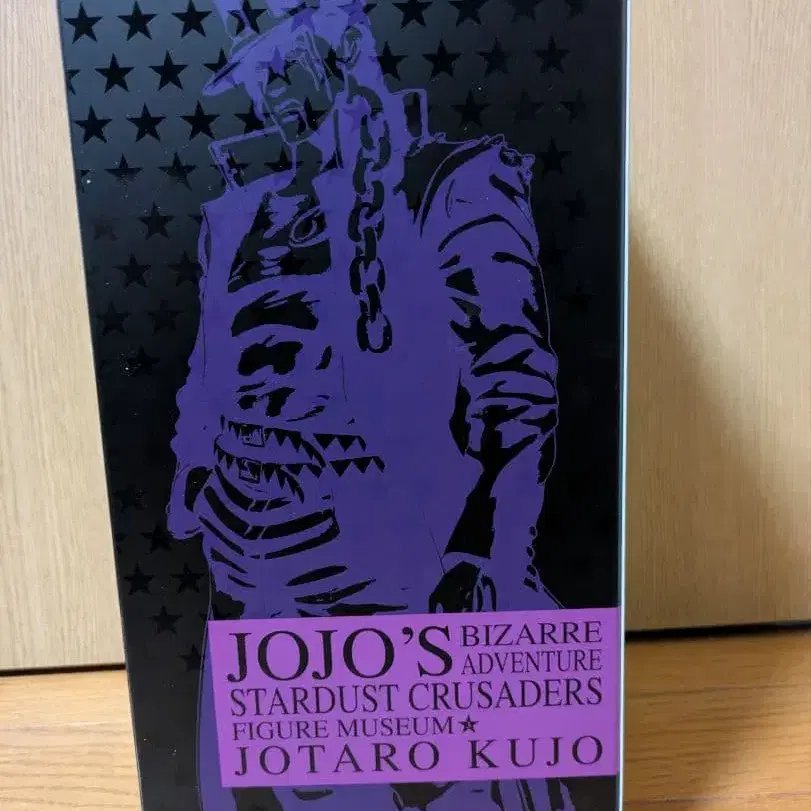 JOJO'S BIZARRE
ADVENTURE
STARDUST CRUSADERS
FIGURE MUSEUM★
JOTARO KUJO